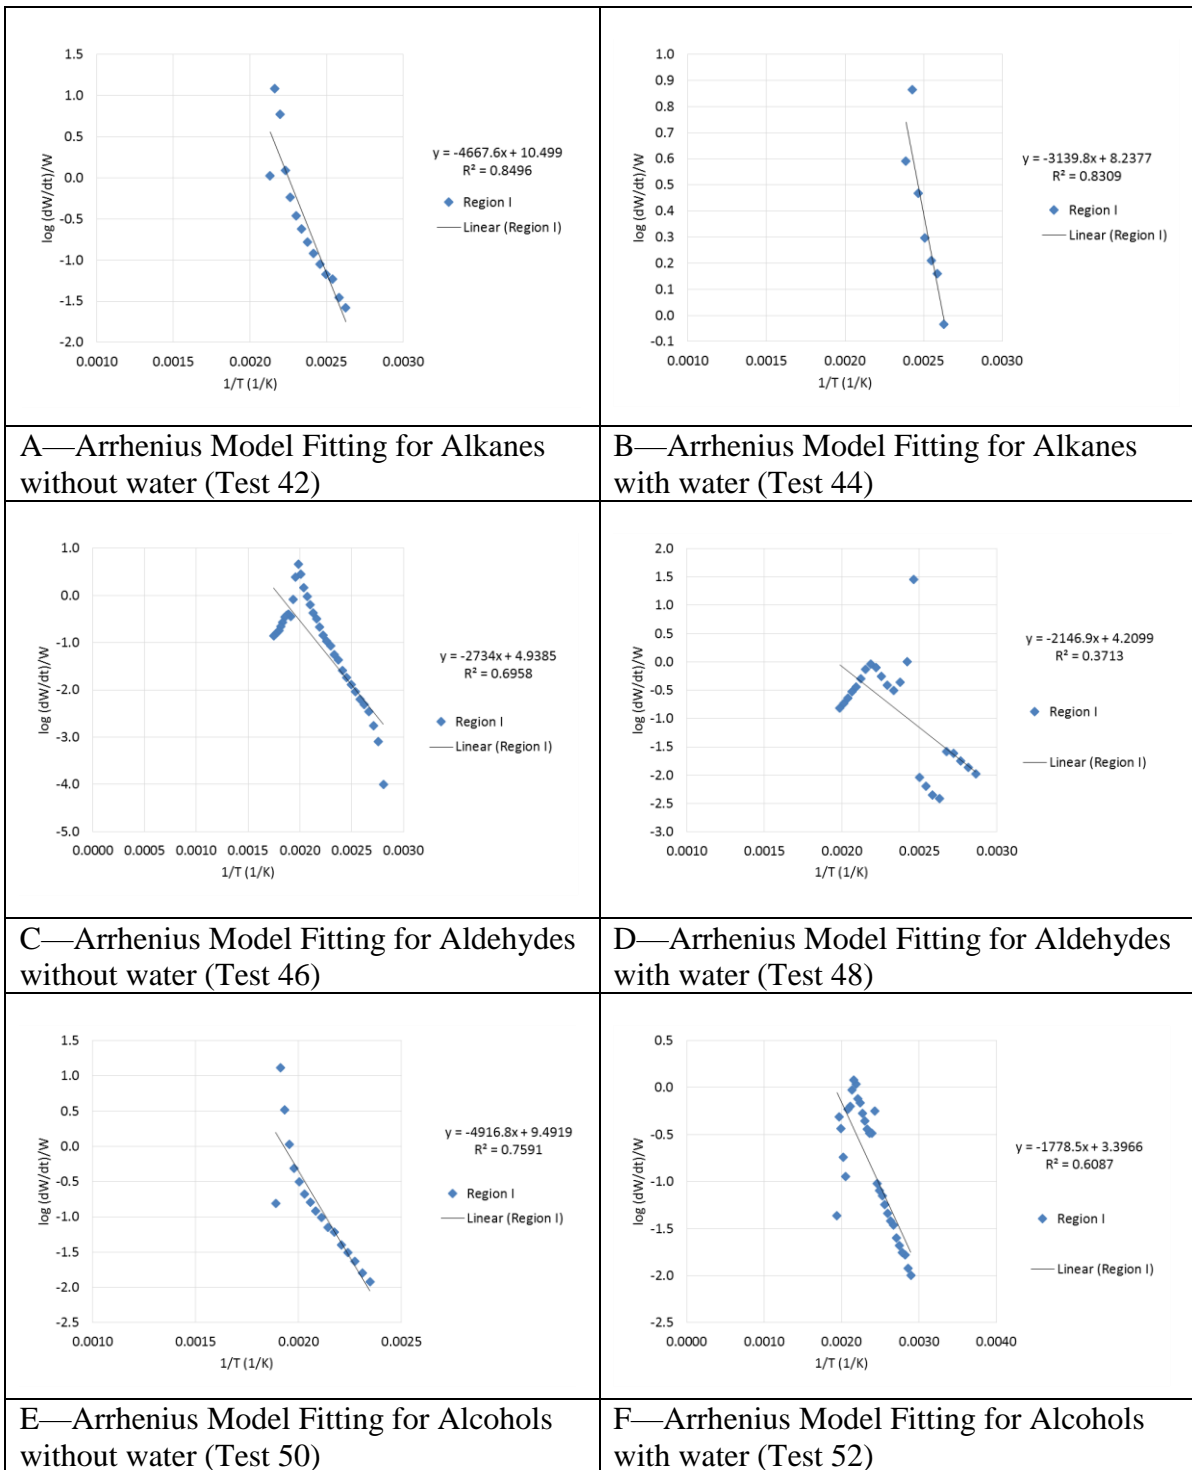 1.5
1.0
0.5
0.0
-0.5
-1.0
-1.5
-2.0
0.0010 0.0015 0.0020 0.0025 0.0030
1/T (1/K)
log (dW/dt)/W
y = -4667.6x + 10.499
R² = 0.8496
Region I
Linear (Region I)
1.0
0.9
0.8
0.7
0.6
0.5
0.4
0.3
0.2
0.1
0.0
-0.1
0.0010 0.0015 0.0020 0.0025 0.0030
1/T (1/K)
log (dW/dt)/W
y = -3139.8x + 8.2377
R² = 0.8309
Region I
Linear (Region I)
A—Arrhenius Model Fitting for Alkanes
without water (Test 42)
B—Arrhenius Model Fitting for Alkanes
with water (Test 44)
1.0
0.0
-1.0
-2.0
-3.0
-4.0
-5.0
0.0000 0.0005 0.0010 0.0015 0.0020 0.0025 0.0030
1/T (1/K)
log (dW/dt)/W
y = -2734x + 4.9385
R² = 0.6958
Region I
Linear (Region I)
2.0
1.5
1.0
0.5
0.0
-0.5
-1.0
-1.5
-2.0
-2.5
-3.0
0.0010 0.0015 0.0020 0.0025 0.0030
1/T (1/K)
log (dW/dt)/W
y = -2146.9x + 4.2099
R² = 0.3713
Region I
Linear (Region I)
C—Arrhenius Model Fitting for Aldehydes
without water (Test 46)
D—Arrhenius Model Fitting for Aldehydes
with water (Test 48)
1.5
1.0
0.5
0.0
-0.5
-1.0
-1.5
-2.0
-2.5
0.0010 0.0015 0.0020 0.0025
1/T (1/K)
log (dW/dt)/W
y = -4916.8x + 9.4919
R² = 0.7591
Region I
Linear (Region I)
0.5
0.0
-0.5
-1.0
-1.5
-2.0
-2.5
0.0000 0.0010 0.0020 0.0030 0.0040
1/T (1/K)
log (dW/dt)/W
y = -1778.5x + 3.3966
R² = 0.6087
Region I
Linear (Region I)
E—Arrhenius Model Fitting for Alcohols
without water (Test 50)
F—Arrhenius Model Fitting for Alcohols
with water (Test 52)